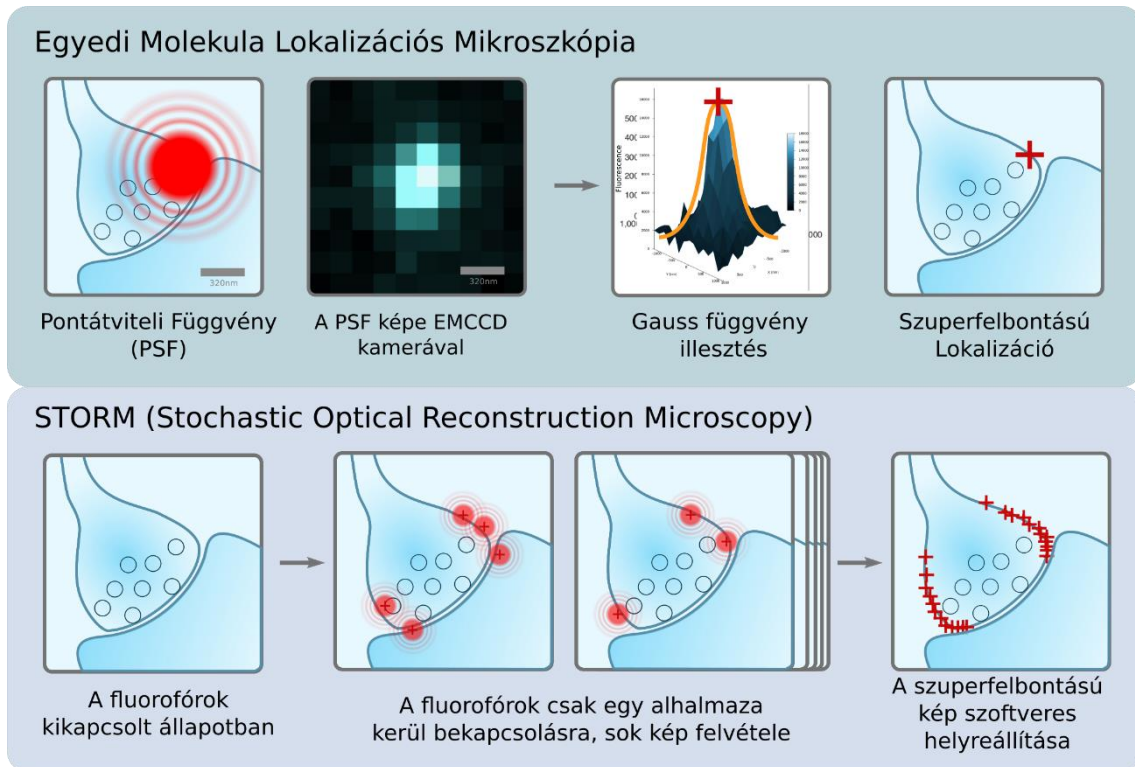 Egyedi Molekula Lokalizációs Mikroszkópia
320nm
320nm
Fluorescence
Pontátviteli Függvény
(PSF)
A PSF képe EMCCD
kamerával
Gauss függvény
illesztés
Szuperfelbontású
Lokalizáció
STORM (Stochastic Optical Reconstruction Microscopy)
A fluorofórok
kikapcsolt állapotban
A fluorofórok csak egy alhalmaza
kerül bekapcsolásra, sok kép felvétele
A szuperfelbontású
kép szoftveres
helyreállítása